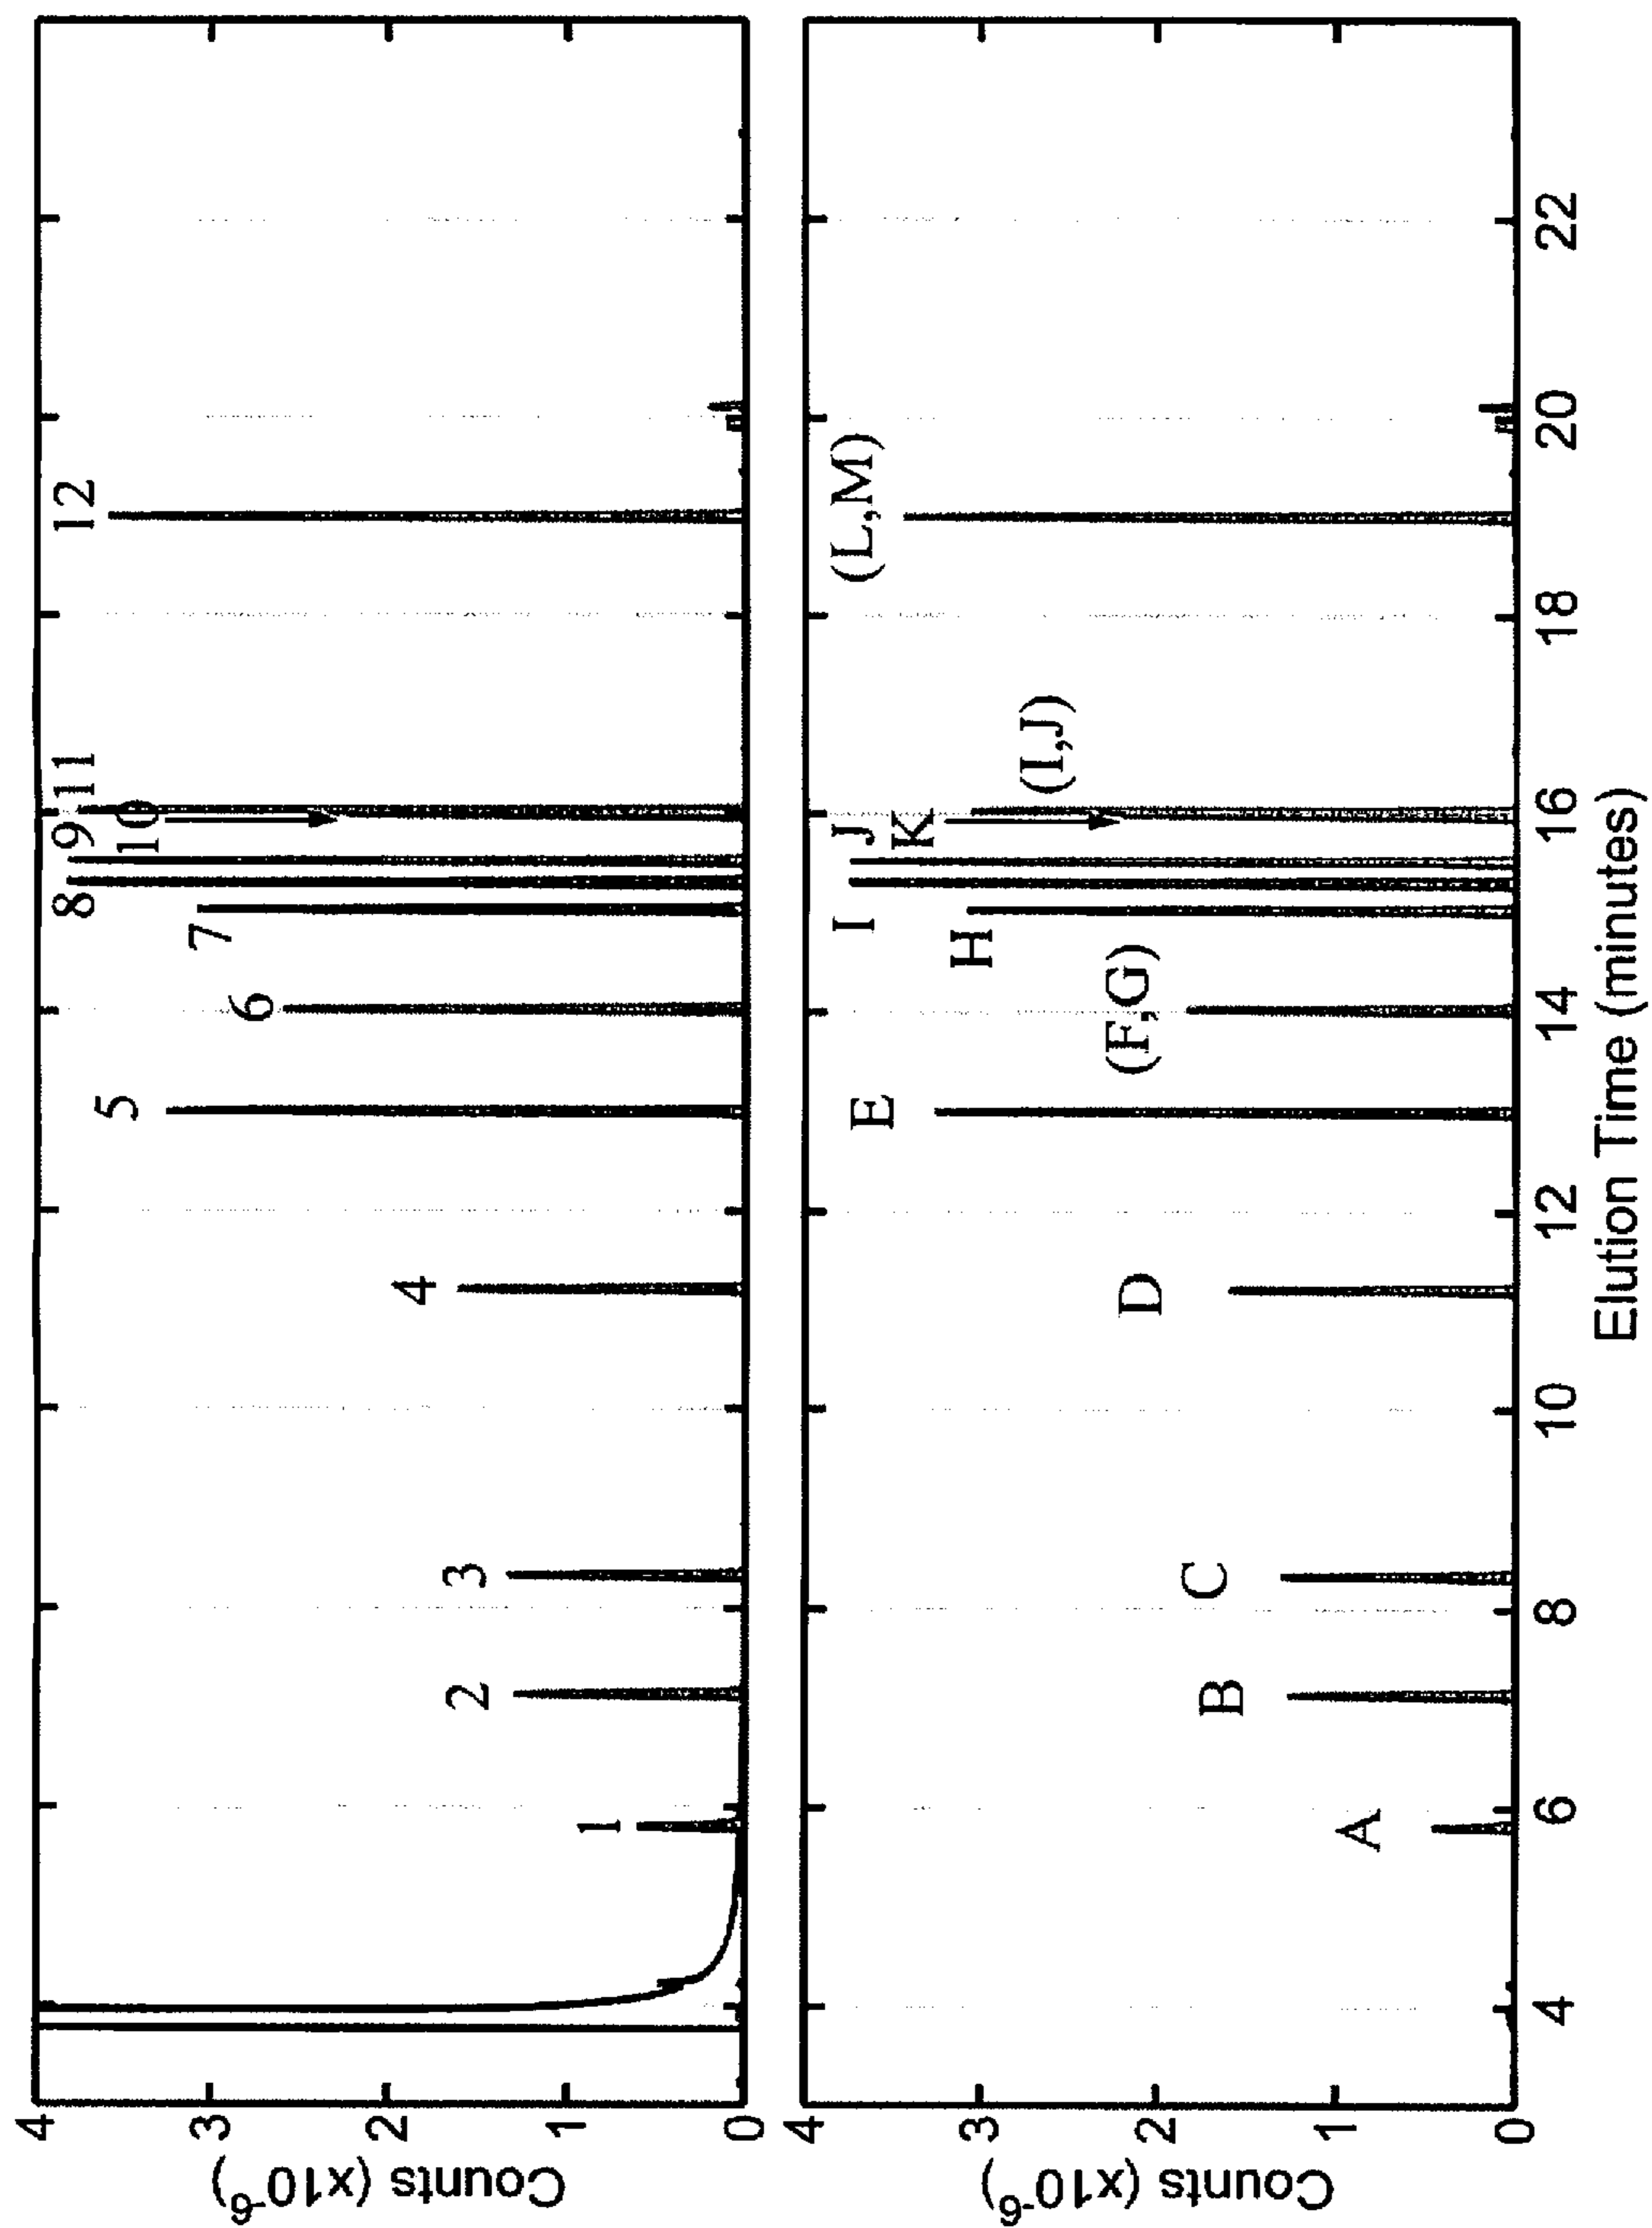 Counts (x10⁻⁶)
4
3
2
1
0
1
2
3
4
5
6
7
8
9
10
11
12
Counts (x10⁻⁶)
4
3
2
1
0
A
B
C
D
E
(F,G)
H
I
J
K
(I,J)
(L,M)
4 6 8 10 12 14 16 18 20 22
Elution Time (minutes)